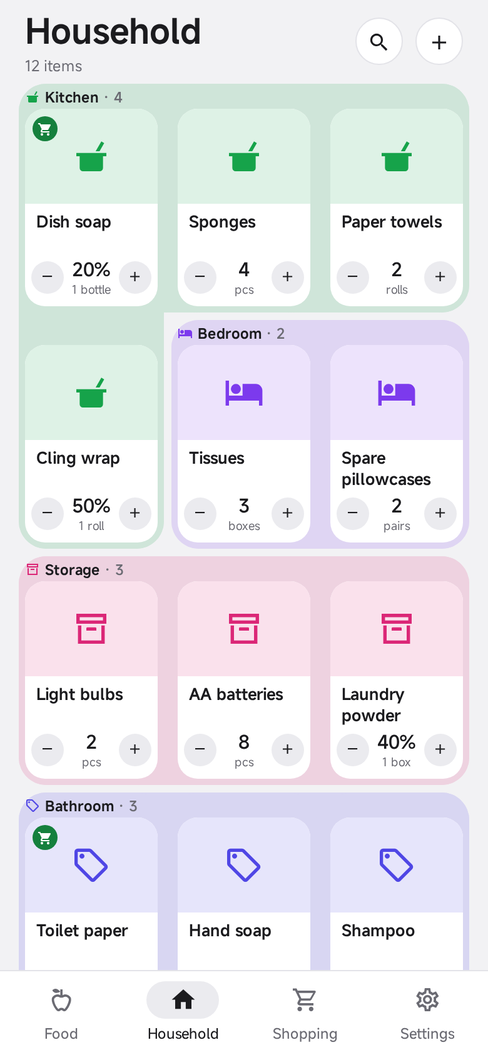 Household
12 items
Kitchen · 4
Dish soap
Sponges
Paper towels
− 20% +
1 bottle
− 4 +
pcs
− 2 +
rolls
Bedroom · 2
Cling wrap
Tissues
Spare
pillowcases
− 50% +
1 roll
− 3 +
boxes
− 2 +
pairs
Storage · 3
Light bulbs
AA batteries
Laundry
powder
− 2 +
pcs
− 8 +
pcs
− 40% +
1 box
Bathroom · 3
Toilet paper
Hand soap
Shampoo
Food
Household
Shopping
Settings